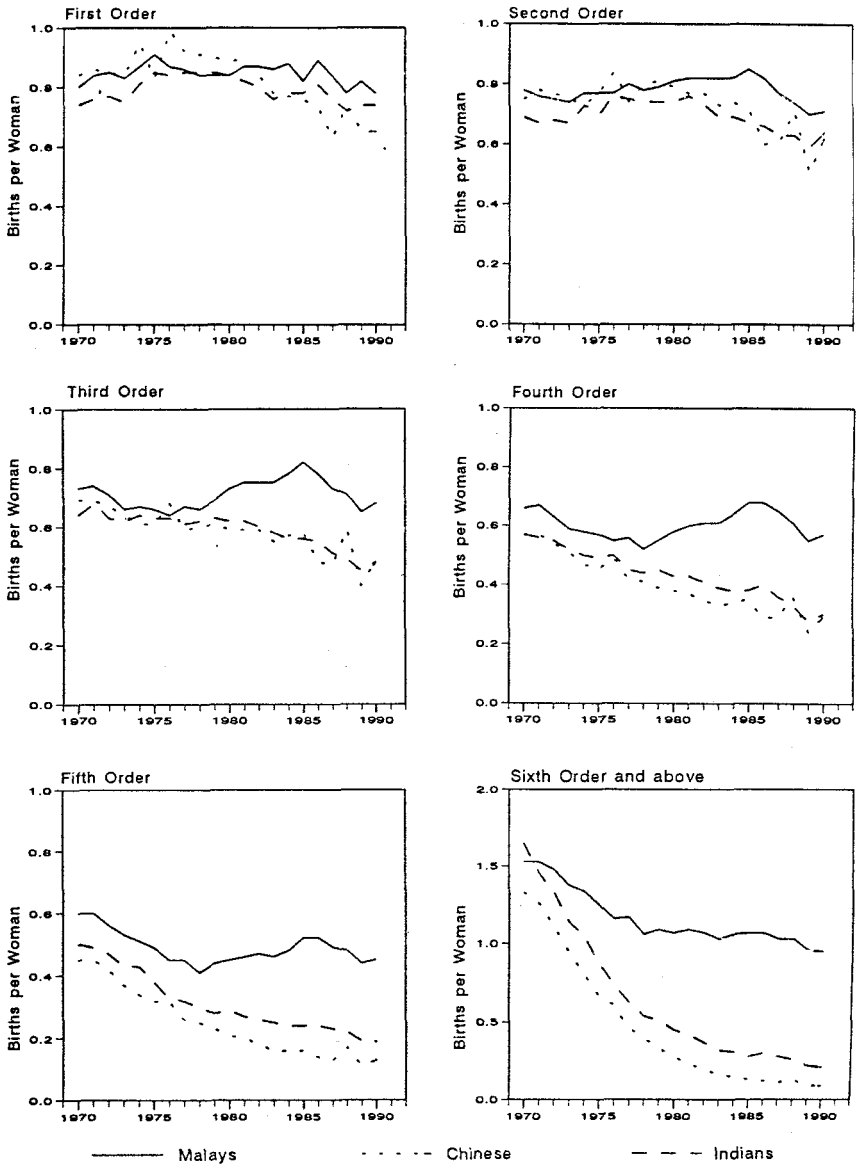 First Order
Births per Woman
1.0
0.8
0.6
0.4
0.2
0.0
1970 1975 1980 1985 1990
Second Order
Births per Woman
1.0
0.8
0.6
0.4
0.2
0.0
1970 1975 1980 1985 1990
Third Order
Births per Woman
1.0
0.8
0.6
0.4
0.2
0.0
1970 1975 1980 1985 1990
Fourth Order
Births per Woman
1.0
0.8
0.6
0.4
0.2
0.0
1970 1975 1980 1985 1990
Fifth Order
Births per Woman
1.0
0.8
0.6
0.4
0.2
0.0
1970 1975 1980 1985 1990
Sixth Order and above
Births per Woman
2.0
1.5
1.0
0.5
0.0
1970 1975 1980 1985 1990
Malays Chinese Indians